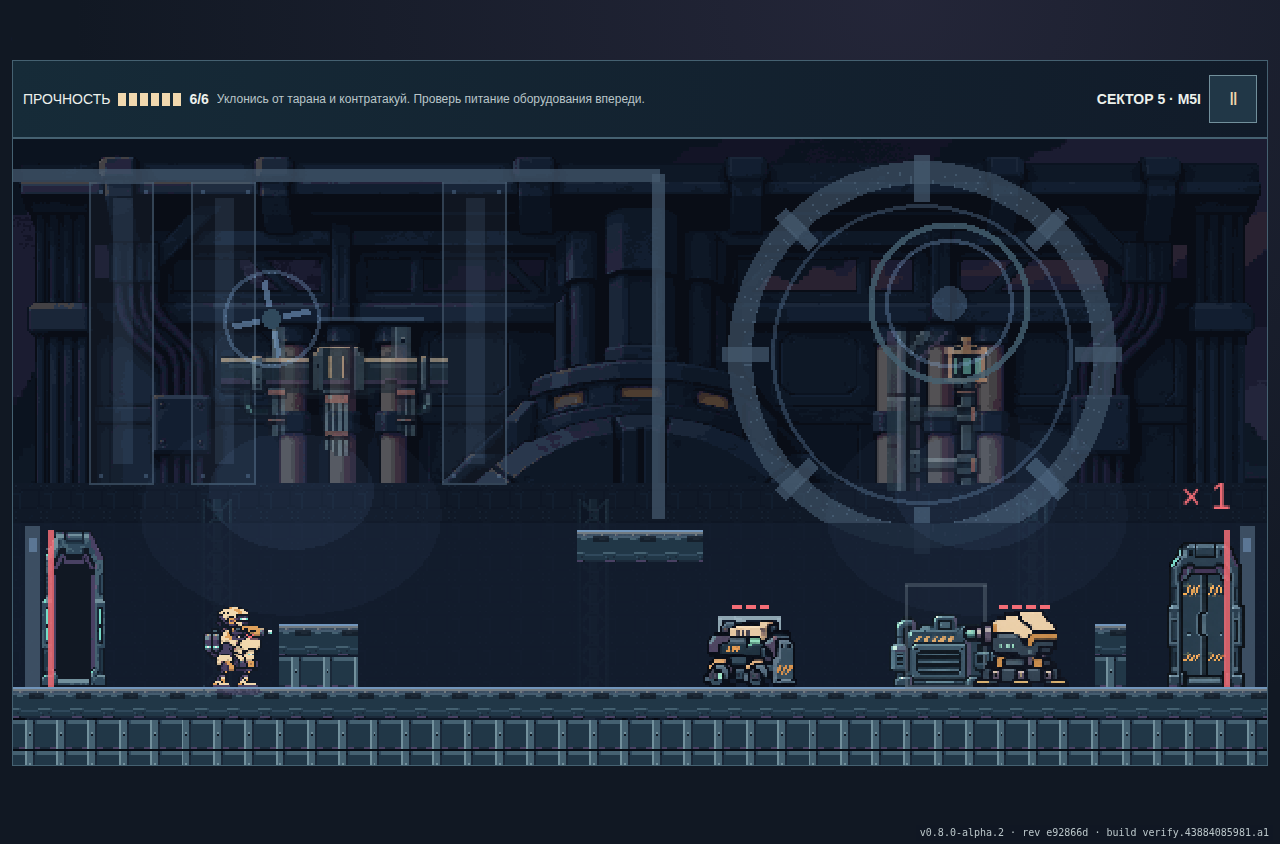 ПРОЧНОСТЬ 6/6 Уклонись от тарана и контратакуй. Проверь питание оборудования впереди.
СЕКТОР 5 · M5I
× 1
v0.8.0-alpha.2 · rev e92866d · build verify.43884085981.a1